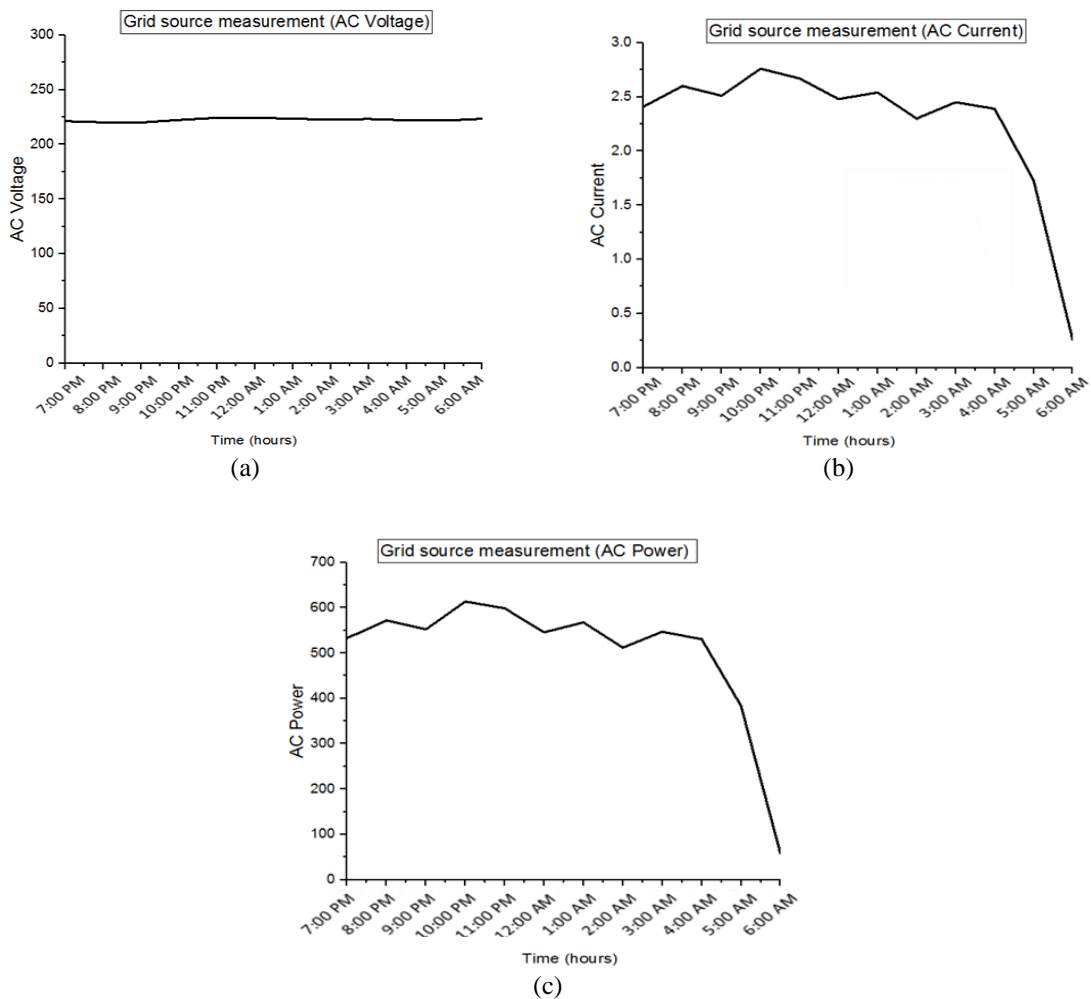 Grid source measurement (AC Voltage)
300
250
200
150
100
50
0
AC Voltage
7:00 PM
8:00 PM
9:00 PM
10:00 PM
11:00 PM
12:00 AM
1:00 AM
2:00 AM
3:00 AM
4:00 AM
5:00 AM
6:00 AM
Time (hours)
(a)
Grid source measurement (AC Current)
3.0
2.5
2.0
1.5
1.0
0.5
0.0
AC Current
7:00 PM
8:00 PM
9:00 PM
10:00 PM
11:00 PM
12:00 AM
1:00 AM
2:00 AM
3:00 AM
4:00 AM
5:00 AM
6:00 AM
Time (hours)
(b)
Grid source measurement (AC Power)
700
600
500
400
300
200
100
0
AC Power
7:00 PM
8:00 PM
9:00 PM
10:00 PM
11:00 PM
12:00 AM
1:00 AM
2:00 AM
3:00 AM
4:00 AM
5:00 AM
6:00 AM
Time (hours)
(c)